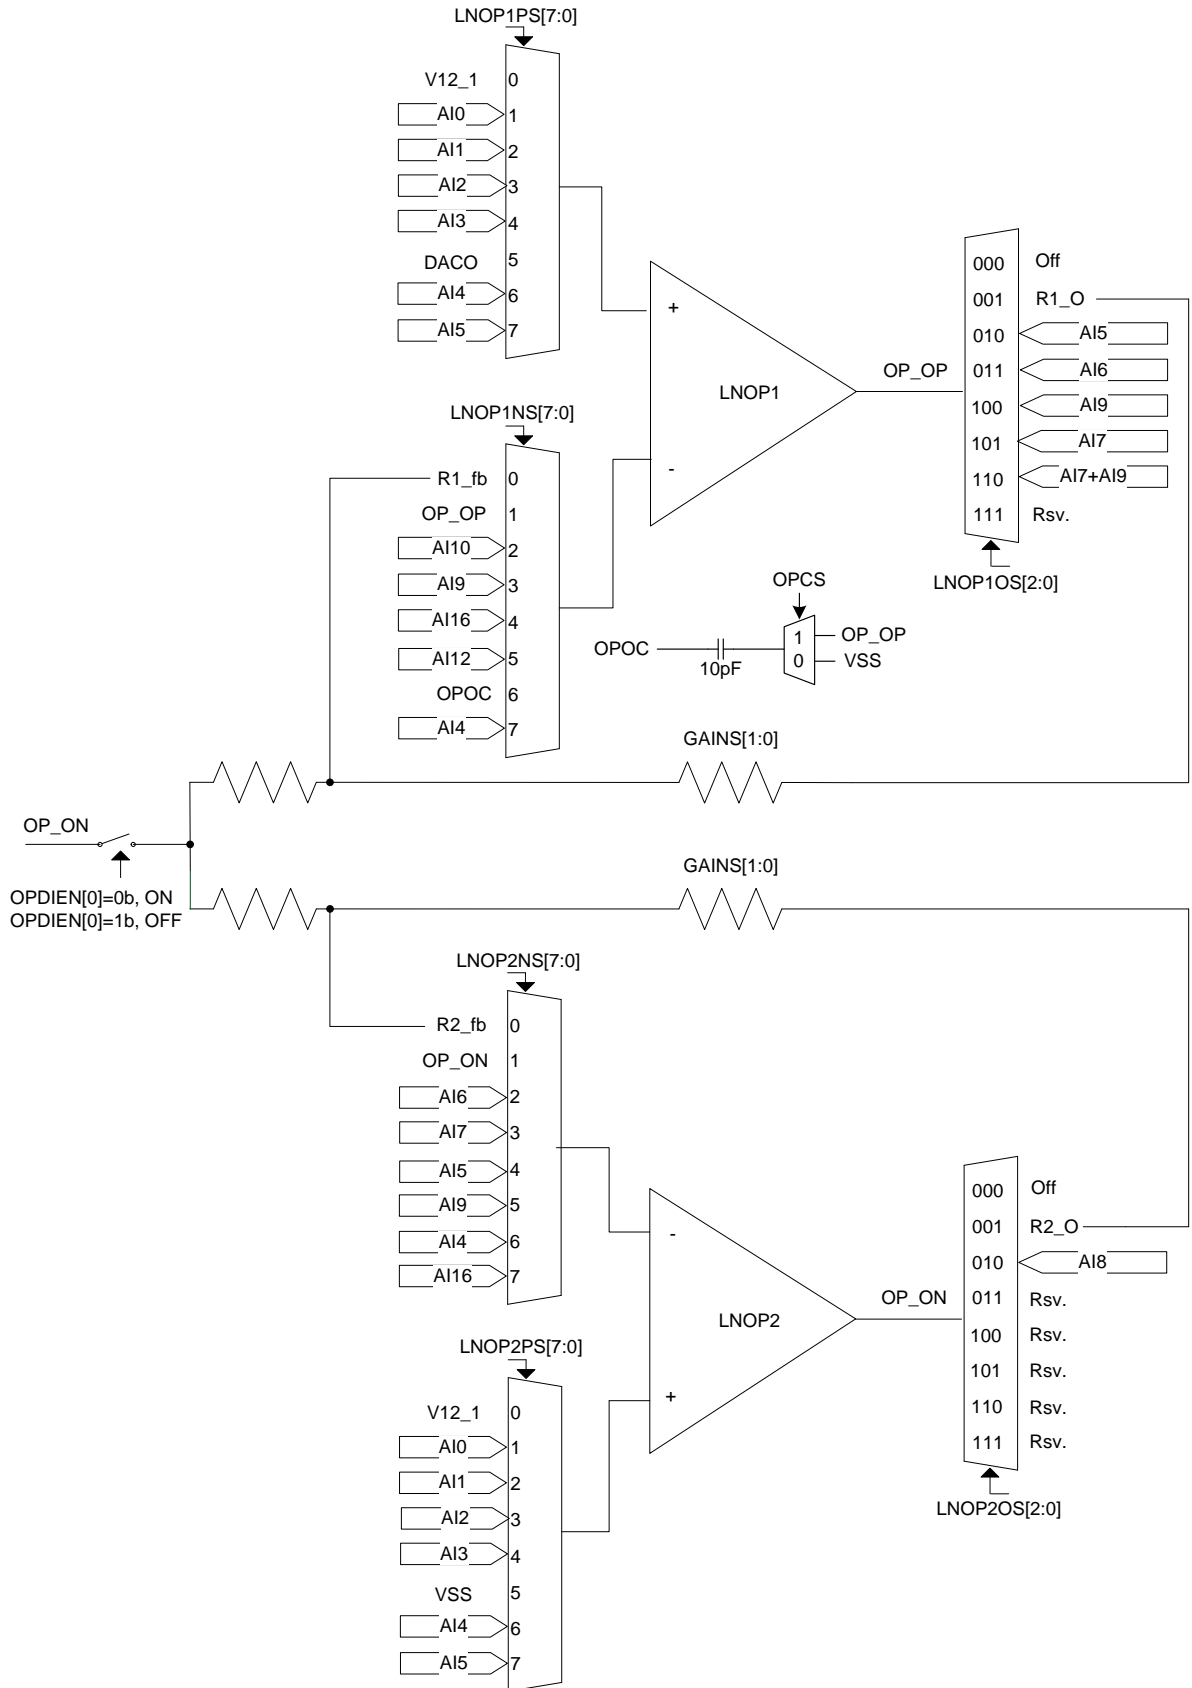 LNOP1PS[7:0]
V12_1 0
AI0 1
AI1 2
AI2 3
AI3 4
DACO 5
AI4 6
AI5 7
+
-
LNOP1
OP_OP
000 Off
001 R1_O
010 AI5
011 AI6
100 AI9
101 AI7
110 AI7+AI9
111 Rsv.
LNOP1OS[2:0]
LNOP1NS[7:0]
R1_fb 0
OP_OP 1
AI10 2
AI9 3
AI16 4
AI12 5
OPOC 6
AI4 7
OPCS
OPOC
10pF
1 OP_OP
0 VSS
GAINS[1:0]
OP_ON
OPDIEN[0]=0b, ON
OPDIEN[0]=1b, OFF
GAINS[1:0]
LNOP2NS[7:0]
R2_fb 0
OP_ON 1
AI6 2
AI7 3
AI5 4
AI9 5
AI4 6
AI16 7
-
+
LNOP2
OP_ON
000 Off
001 R2_O
010 AI8
011 Rsv.
100 Rsv.
101 Rsv.
110 Rsv.
111 Rsv.
LNOP2OS[2:0]
LNOP2PS[7:0]
V12_1 0
AI0 1
AI1 2
AI2 3
AI3 4
VSS 5
AI4 6
AI5 7